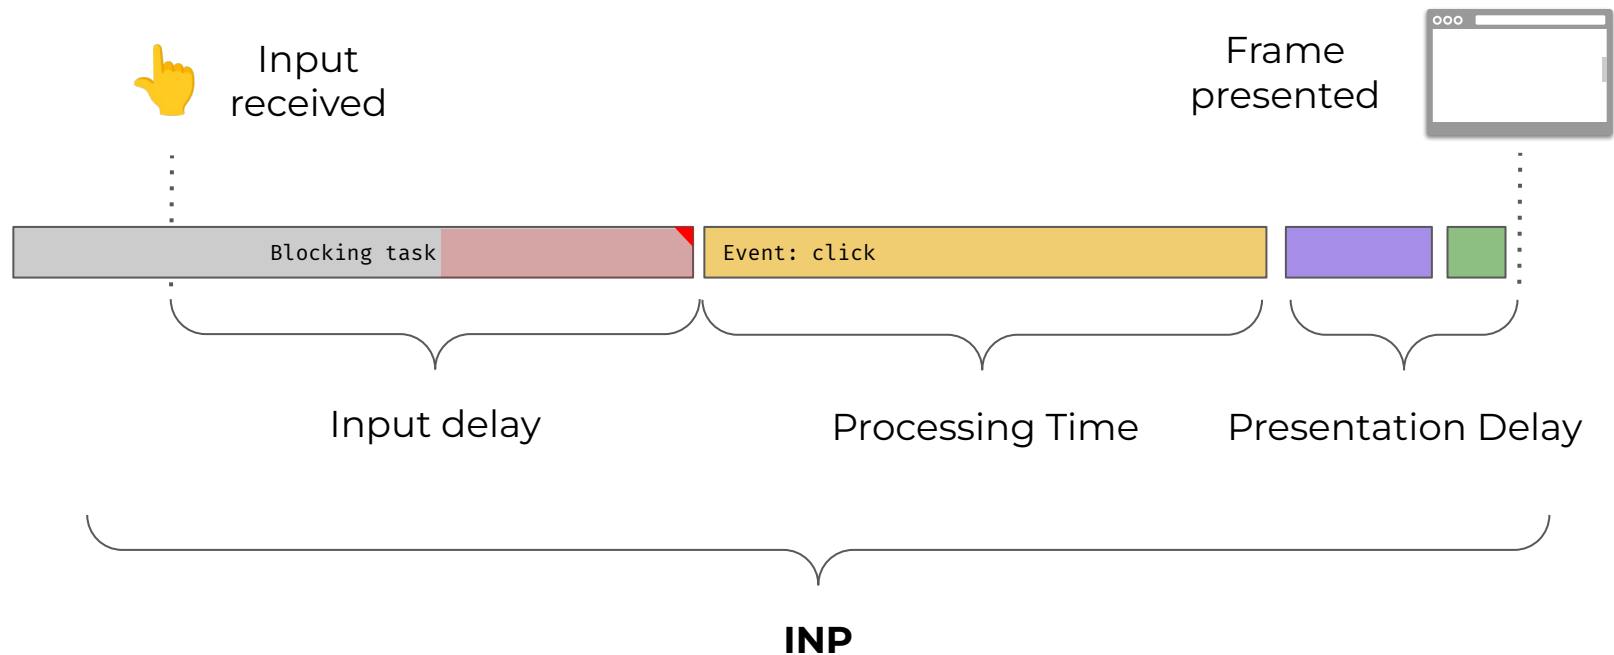 Input
received
Frame
presented
Blocking task
Event: click
Input delay
Processing Time
Presentation Delay
INP